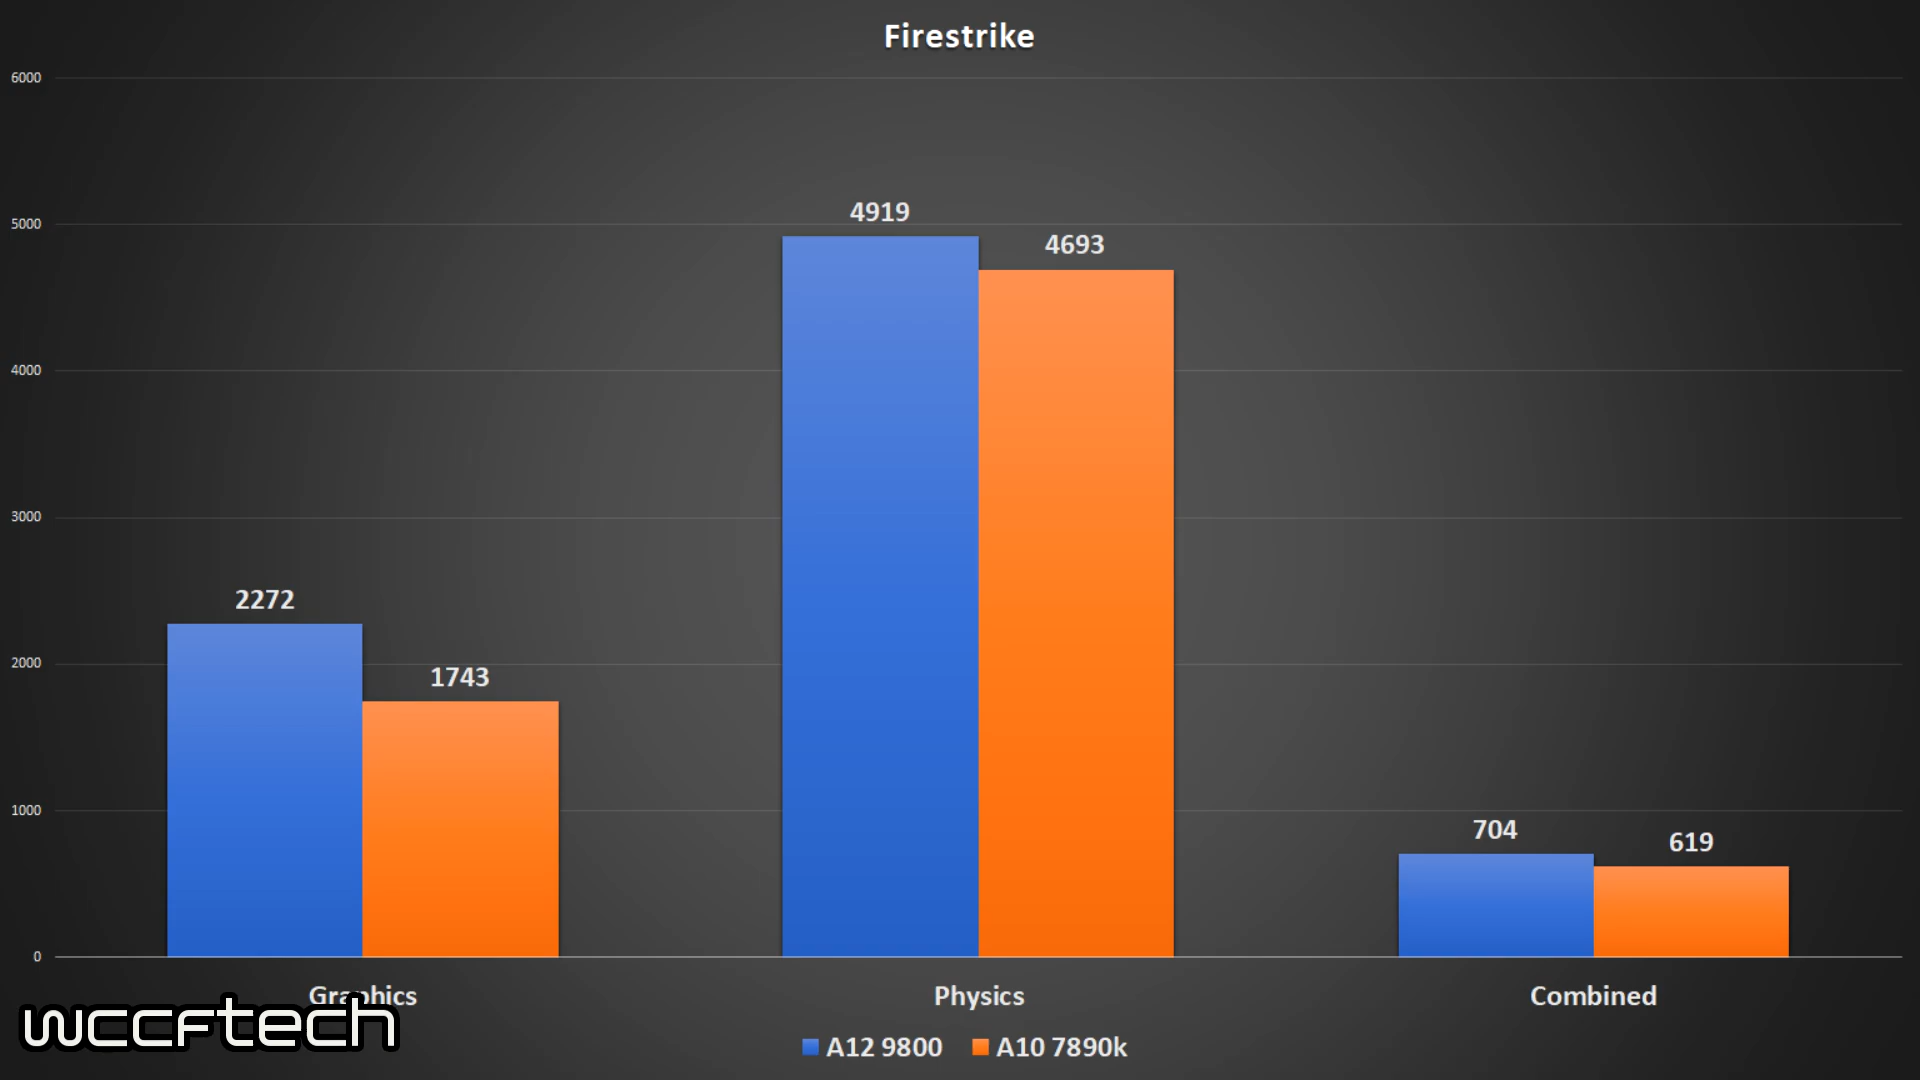 Firestrike
6000
5000
4000
3000
2000
1000
0
2272
1743
4919
4693
704
619
Graphics
Physics
Combined
A12 9800
A10 7890k
wccftech